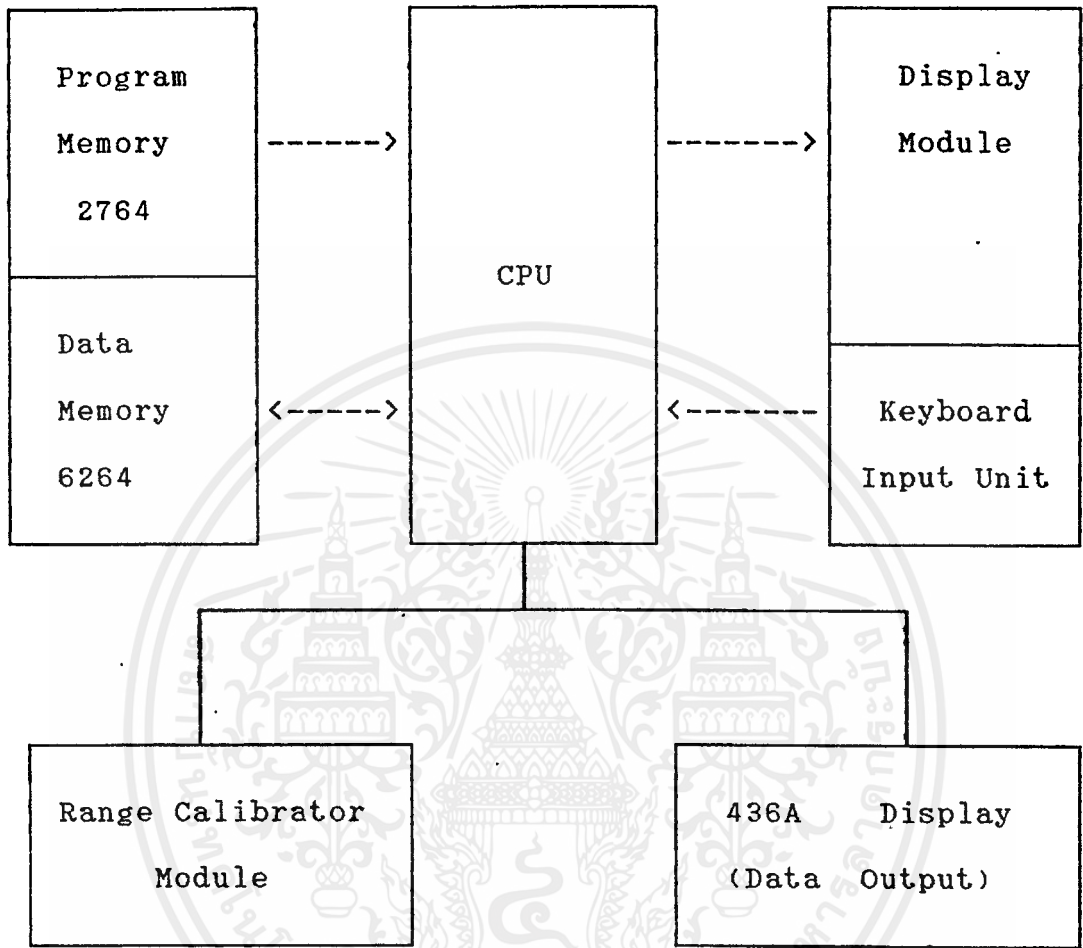 Program
Memory
2764
Data
Memory
6264
CPU
Display
Module
Keyboard
Input Unit
Range Calibrator
Module
436A Display
(Data Output)